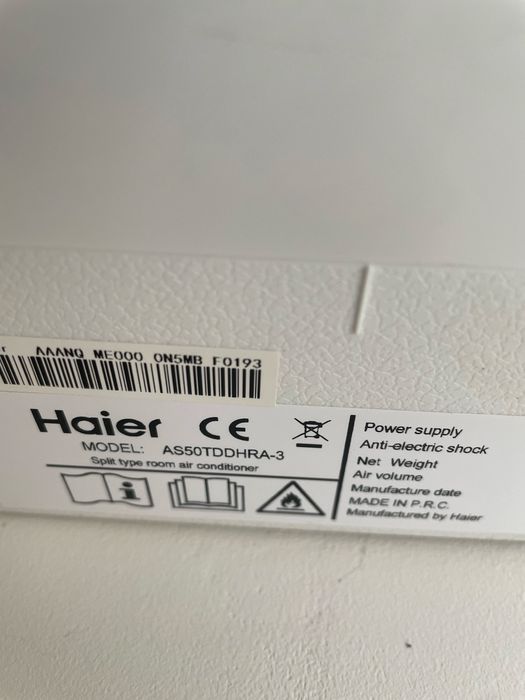 AAANQ ME000 0N5MB F0193
Haier CE
MODEL: AS50TDDHRA-3
Split type room air conditioner
Power supply
Anti-electric shock
Net Weight
Air volume
Manufacture date
MADE IN P.R.C.
Manufactured by Haier